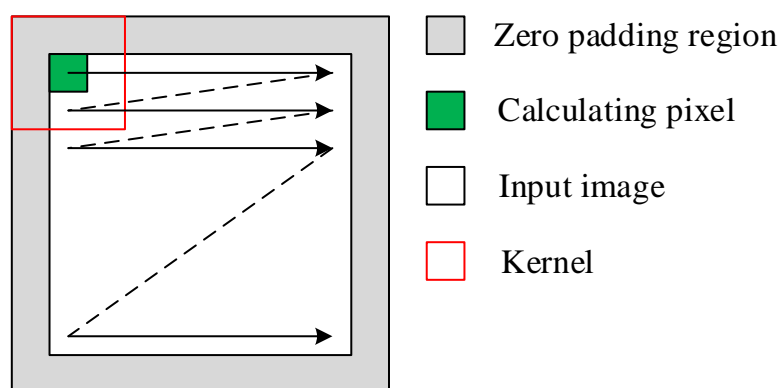 Zero padding region
Calculating pixel
Input image
Kernel